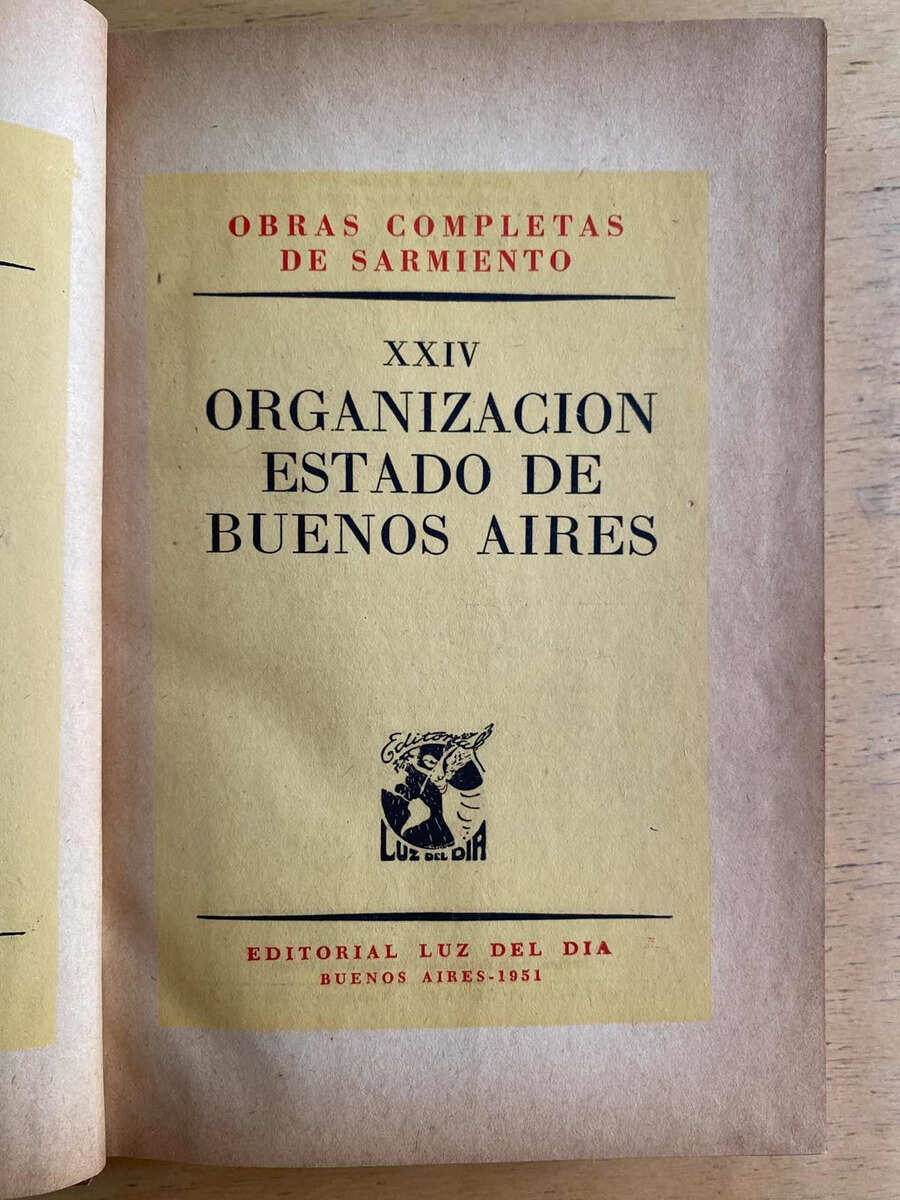 OBRAS COMPLETAS
DE SARMIENTO
XXIV
ORGANIZACION
ESTADO DE
BUENOS AIRES
Editorial
LUZ DEL DIA
EDITORIAL LUZ DEL DIA
BUENOS AIRES-1951